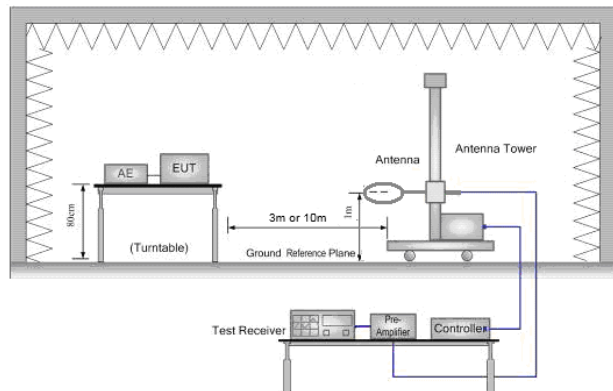 AE
EUT
Antenna
Antenna Tower
80cm
(Turntable)
3m or 10m
1m
Ground Reference Plane
Test Receiver
Pre-
Amplifier
Controller